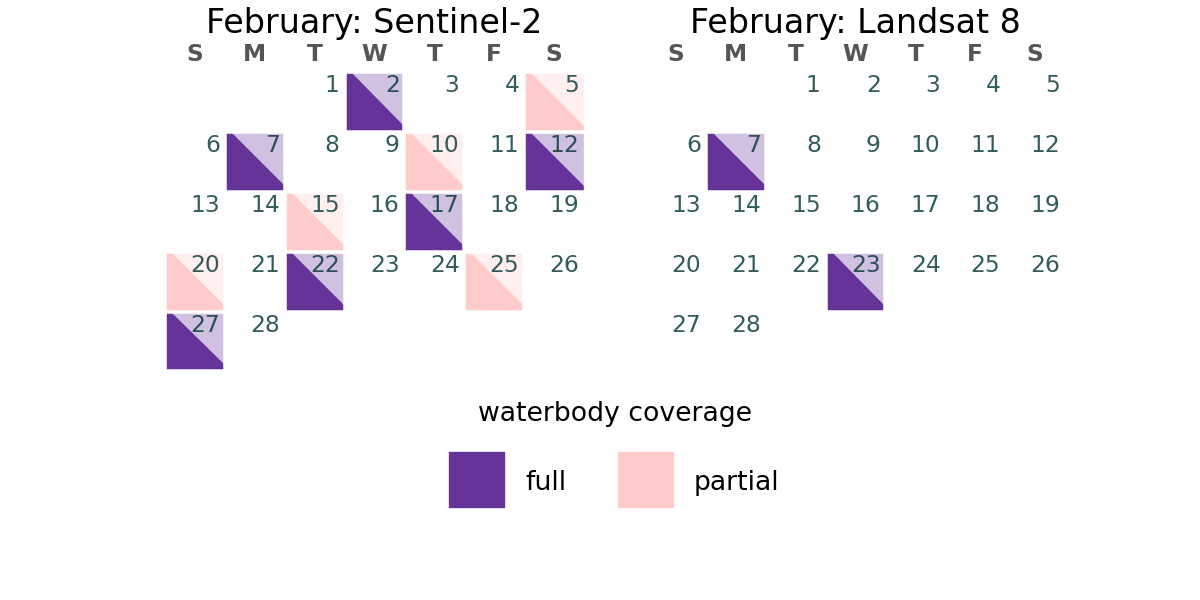 February: Sentinel-2
S M T W T F S
1 2 3 4 5
6 7 8 9 10 11 12
13 14 15 16 17 18 19
20 21 22 23 24 25 26
27 28
February: Landsat 8
S M T W T F S
1 2 3 4 5
6 7 8 9 10 11 12
13 14 15 16 17 18 19
20 21 22 23 24 25 26
27 28
waterbody coverage
full
partial